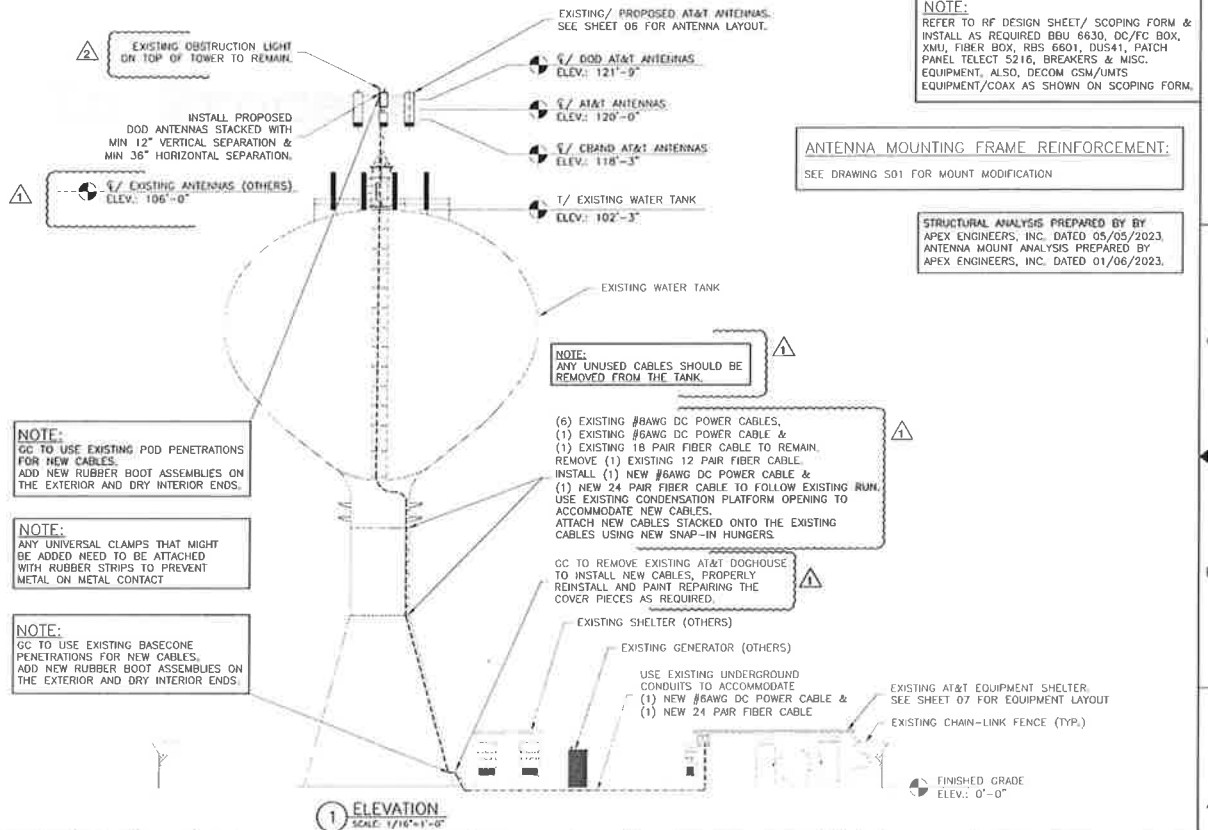 NOTE:
REFER TO RF DESIGN SHEET/ SCOPING FORM &
INSTALL AS REQUIRED BBU 6630, DC/FC BOX,
XMU, FIBER BOX, RBS 6601, DUS41, PATCH
PANEL TELECT 5216, BREAKERS & MISC.
EQUIPMENT, ALSO, DECOM GSM/UMTS
EQUIPMENT/COAX AS SHOWN ON SCOPING FORM.
EXISTING/ PROPOSED AT&T ANTENNAS.
SEE SHEET 06 FOR ANTENNA LAYOUT.
2
EXISTING OBSTRUCTION LIGHT
ON TOP OF TOWER TO REMAIN.
℄/ DOD AT&T ANTENNAS
ELEV.: 121'-9"
℄/ AT&T ANTENNAS
ELEV.: 120'-0"
INSTALL PROPOSED
DOD ANTENNAS STACKED WITH
MIN 12" VERTICAL SEPARATION &
MIN 36" HORIZONTAL SEPARATION.
℄/ CBAND AT&T ANTENNAS
ELEV.: 118'-3"
ANTENNA MOUNTING FRAME REINFORCEMENT:
SEE DRAWING S01 FOR MOUNT MODIFICATION
1
℄/ EXISTING ANTENNAS (OTHERS)
ELEV.: 106'-0"
T/ EXISTING WATER TANK
ELEV.: 102'-3"
STRUCTURAL ANALYSIS PREPARED BY BY
APEX ENGINEERS, INC. DATED 05/05/2023,
ANTENNA MOUNT ANALYSIS PREPARED BY
APEX ENGINEERS, INC. DATED 01/06/2023.
EXISTING WATER TANK
NOTE:
ANY UNUSED CABLES SHOULD BE
REMOVED FROM THE TANK.
1
(6) EXISTING #8AWG DC POWER CABLES,
(1) EXISTING #6AWG DC POWER CABLE &
(1) EXISTING 18 PAIR FIBER CABLE TO REMAIN.
REMOVE (1) EXISTING 12 PAIR FIBER CABLE.
INSTALL (1) NEW #6AWG DC POWER CABLE &
(1) NEW 24 PAIR FIBER CABLE TO FOLLOW EXISTING RUN.
USE EXISTING CONDENSATION PLATFORM OPENING TO
ACCOMMODATE NEW CABLES.
ATTACH NEW CABLES STACKED ONTO THE EXISTING
CABLES USING NEW SNAP-IN HUNGERS.
1
NOTE:
GC TO USE EXISTING POD PENETRATIONS
FOR NEW CABLES.
ADD NEW RUBBER BOOT ASSEMBLIES ON
THE EXTERIOR AND DRY INTERIOR ENDS.
NOTE:
ANY UNIVERSAL CLAMPS THAT MIGHT
BE ADDED NEED TO BE ATTACHED
WITH RUBBER STRIPS TO PREVENT
METAL ON METAL CONTACT
GC TO REMOVE EXISTING AT&T DOGHOUSE
TO INSTALL NEW CABLES, PROPERLY
REINSTALL AND PAINT REPAIRING THE
COVER PIECES AS REQUIRED.
1
NOTE:
GC TO USE EXISTING BASECONE
PENETRATIONS FOR NEW CABLES.
ADD NEW RUBBER BOOT ASSEMBLIES ON
THE EXTERIOR AND DRY INTERIOR ENDS.
EXISTING SHELTER (OTHERS)
EXISTING GENERATOR (OTHERS)
USE EXISTING UNDERGROUND
CONDUITS TO ACCOMMODATE
(1) NEW #6AWG DC POWER CABLE &
(1) NEW 24 PAIR FIBER CABLE
EXISTING AT&T EQUIPMENT SHELTER.
SEE SHEET 07 FOR EQUIPMENT LAYOUT
EXISTING CHAIN-LINK FENCE (TYP.)
FINISHED GRADE
ELEV.: 0'-0"
1 ELEVATION
SCALE: 1/16"=1'-0"